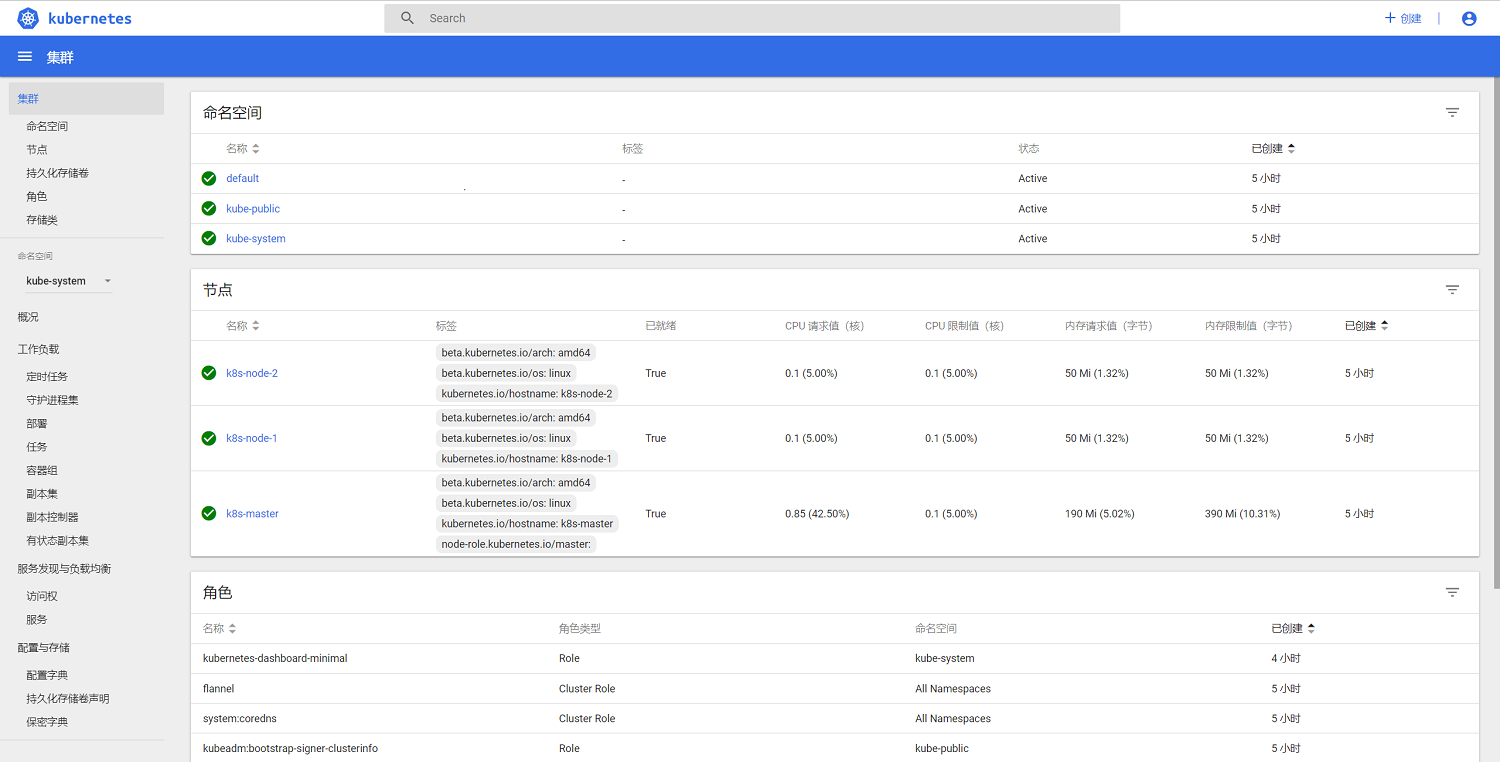 kubernetes
Search
创建
集群
集群
命名空间
节点
持久化存储卷
角色
存储类
命名空间
kube-system
概况
工作负载
定时任务
守护进程集
部署
任务
容器组
副本集
副本控制器
有状态副本集
服务发现与负载均衡
访问权
服务
配置与存储
配置字典
持久化存储卷声明
保密字典
命名空间
名称 标签 状态 已创建
default - Active 5 小时
kube-public - Active 5 小时
kube-system - Active 5 小时
节点
名称 标签 已就绪 CPU 请求值（核） CPU 限制值（核） 内存请求值（字节） 内存限制值（字节） 已创建
beta.kubernetes.io/arch: amd64
k8s-node-2 beta.kubernetes.io/os: linux True 0.1 (5.00%) 0.1 (5.00%) 50 Mi (1.32%) 50 Mi (1.32%) 5 小时
kubernetes.io/hostname: k8s-node-2
beta.kubernetes.io/arch: amd64
k8s-node-1 beta.kubernetes.io/os: linux True 0.1 (5.00%) 0.1 (5.00%) 50 Mi (1.32%) 50 Mi (1.32%) 5 小时
kubernetes.io/hostname: k8s-node-1
beta.kubernetes.io/arch: amd64
beta.kubernetes.io/os: linux
k8s-master True 0.85 (42.50%) 0.1 (5.00%) 190 Mi (5.02%) 390 Mi (10.31%) 5 小时
kubernetes.io/hostname: k8s-master
node-role.kubernetes.io/master:
角色
名称 角色类型 命名空间 已创建
kubernetes-dashboard-minimal Role kube-system 4 小时
flannel Cluster Role All Namespaces 5 小时
system:coredns Cluster Role All Namespaces 5 小时
kubeadm:bootstrap-signer-clusterinfo Role kube-public 5 小时